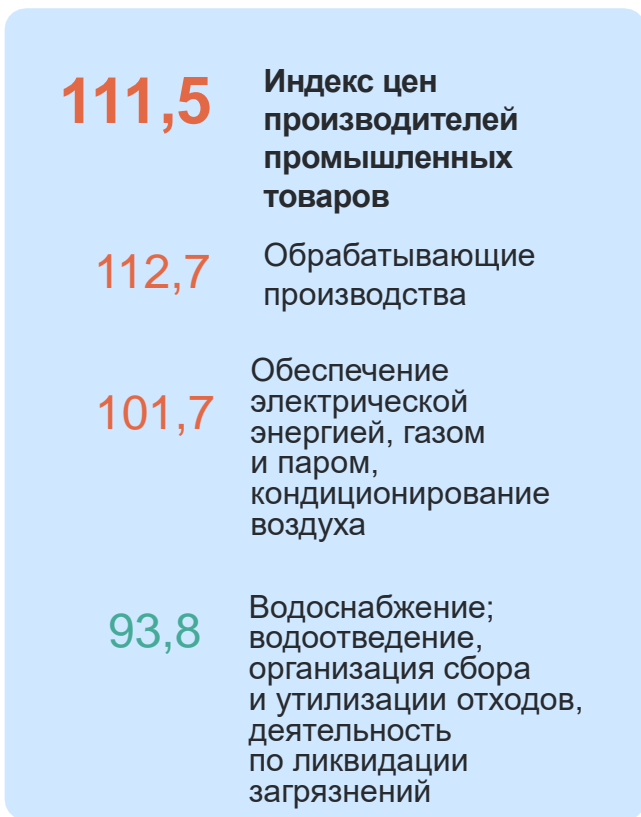 111,5
Индекс цен
производителей
промышленных
товаров
112,7
Обрабатывающие
производства
101,7
Обеспечение
электрической
энергией, газом
и паром,
кондиционирование
воздуха
93,8
Водоснабжение;
водоотведение,
организация сбора
и утилизации отходов,
деятельность
по ликвидации
загрязнений